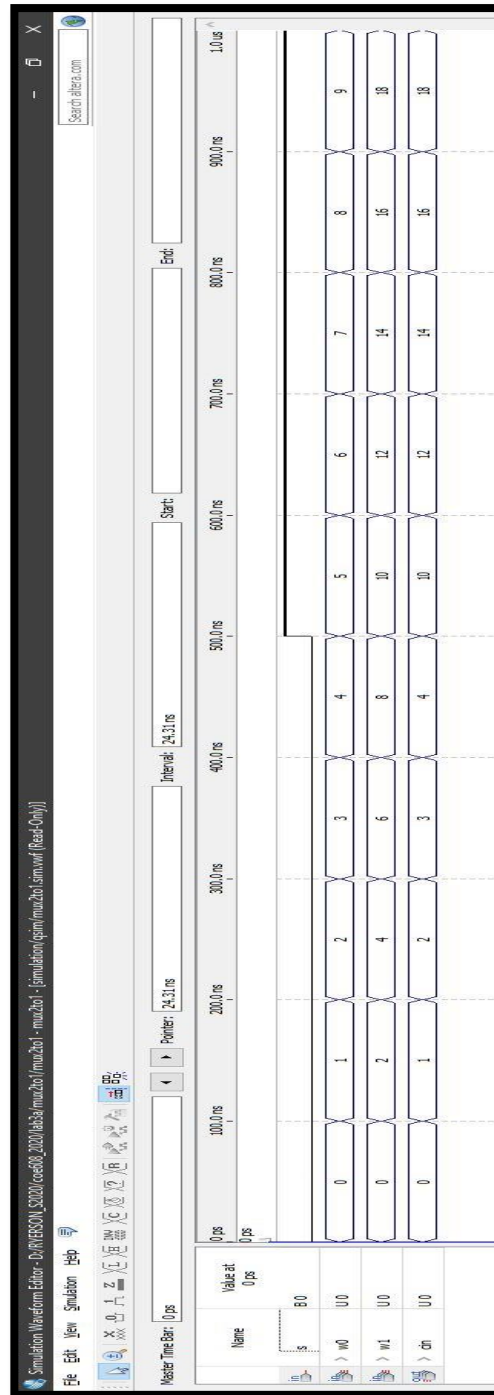 Simulation Waveform Editor - D:/RYERSON_S2020/coe608_2020/lab3a/mux2to1/mux2to1 - mux2to1 - [simulation/qsim/mux2to1.sim.vwf (Read-Only)]
File Edit View Simulation Help
Search altera.com
Master Time Bar: 0 ps
Pointer: 24.31 ns
Interval: 24.31 ns
Start:
End:
Name
Value at
0 ps
0 ps 100.0 ns 200.0 ns 300.0 ns 400.0 ns 500.0 ns 600.0 ns 700.0 ns 800.0 ns 900.0 ns 1.0 us
0 ps
in s B 0
w0 U 0 0 1 2 3 4 5 6 7 8 9
w1 U 0 0 2 4 6 8 10 12 14 16 18
out U 0 0 1 2 3 4 10 12 14 16 18